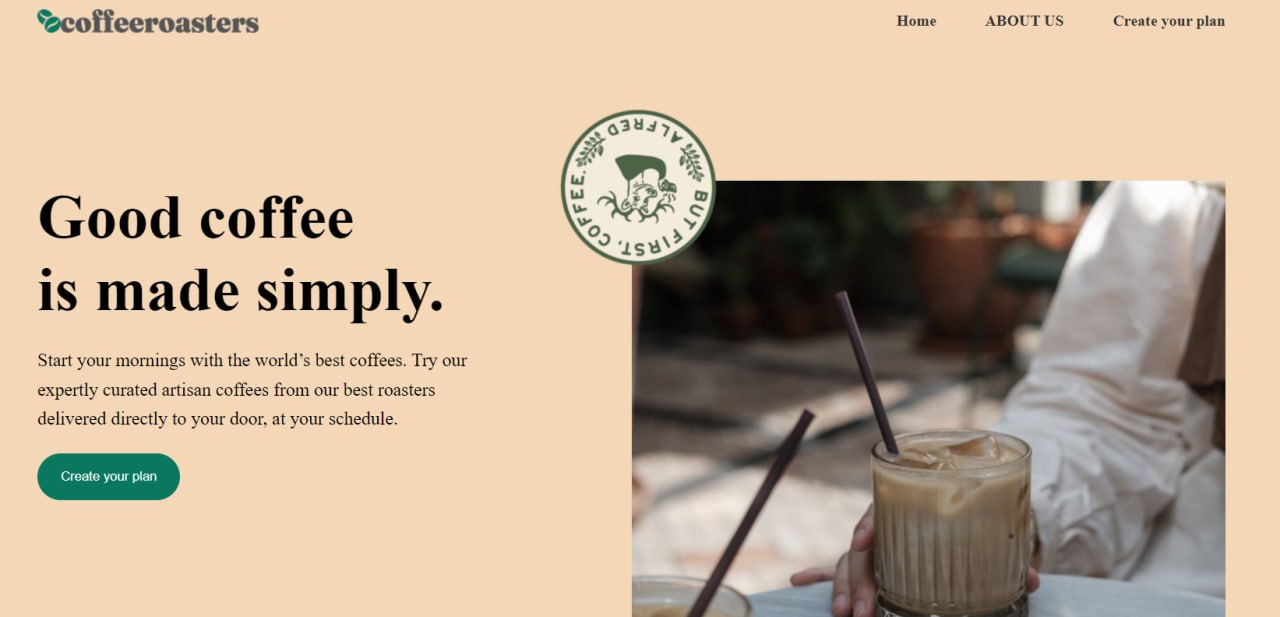 coffeeroasters
Home
ABOUT US
Create your plan
BUT FIRST, COFFEE.
ALFRED
Good coffee
is made simply.
Start your mornings with the world’s best coffees. Try our
expertly curated artisan coffees from our best roasters
delivered directly to your door, at your schedule.
Create your plan